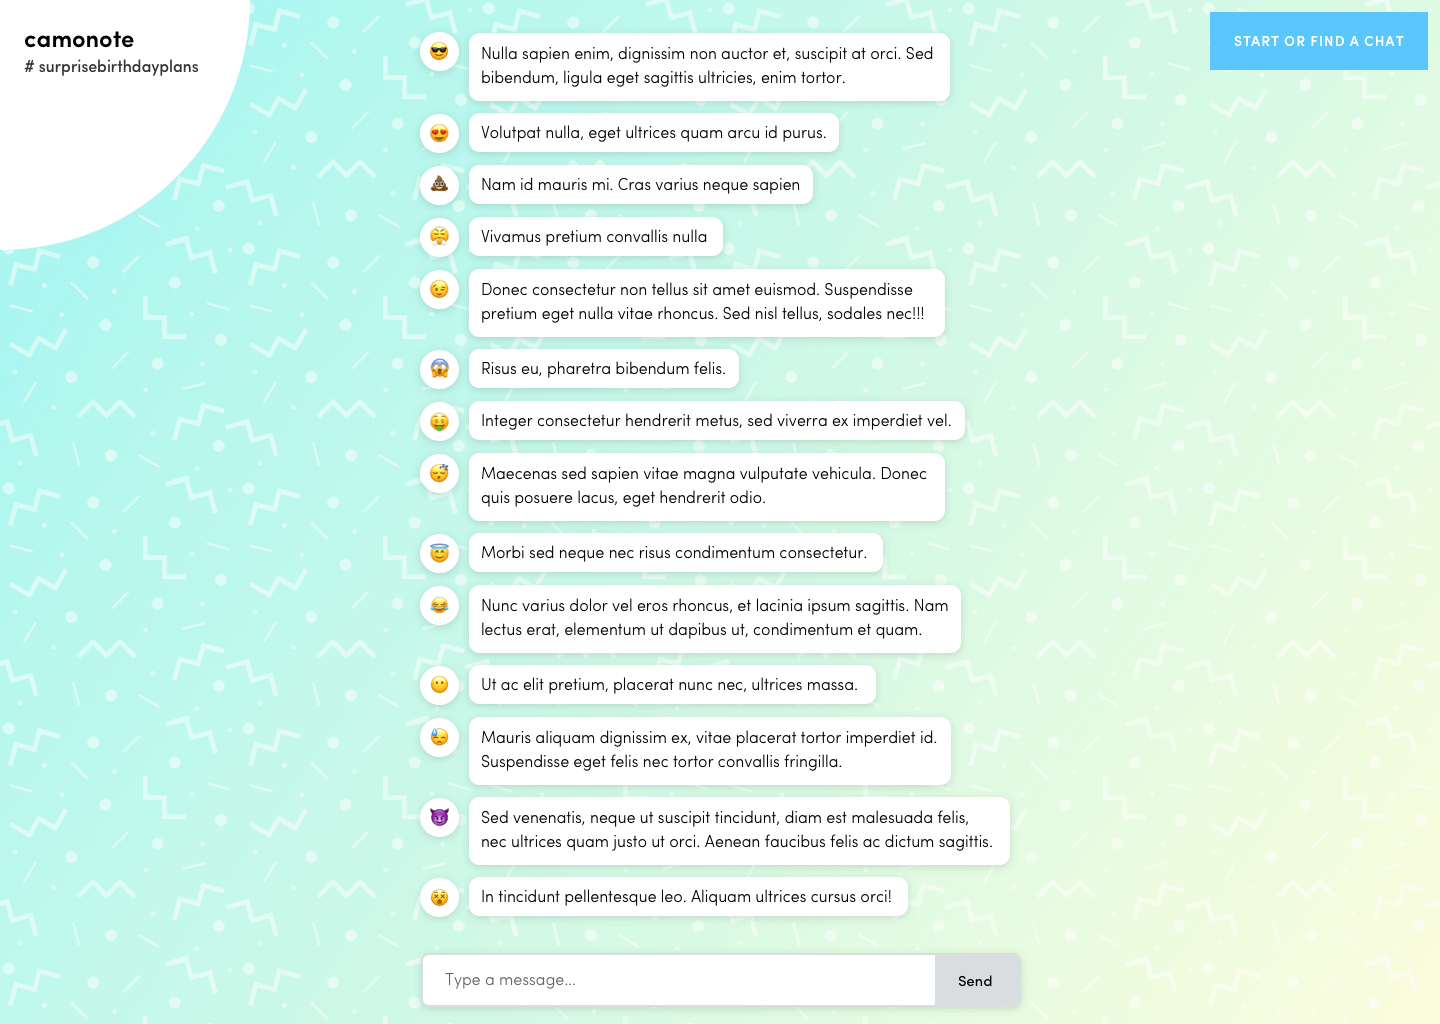 camonote
# surprisebirthdayplans
START OR FIND A CHAT
Nulla sapien enim, dignissim non auctor et, suscipit at orci. Sed
bibendum, ligula eget sagittis ultricies, enim tortor.
Volutpat nulla, eget ultrices quam arcu id purus.
Nam id mauris mi. Cras varius neque sapien
Vivamus pretium convallis nulla
Donec consectetur non tellus sit amet euismod. Suspendisse
pretium eget nulla vitae rhoncus. Sed nisl tellus, sodales nec!!!
Risus eu, pharetra bibendum felis.
Integer consectetur hendrerit metus, sed viverra ex imperdiet vel.
Maecenas sed sapien vitae magna vulputate vehicula. Donec
quis posuere lacus, eget hendrerit odio.
Morbi sed neque nec risus condimentum consectetur.
Nunc varius dolor vel eros rhoncus, et lacinia ipsum sagittis. Nam
lectus erat, elementum ut dapibus ut, condimentum et quam.
Ut ac elit pretium, placerat nunc nec, ultrices massa.
Mauris aliquam dignissim ex, vitae placerat tortor imperdiet id.
Suspendisse eget felis nec tortor convallis fringilla.
Sed venenatis, neque ut suscipit tincidunt, diam est malesuada felis,
nec ultrices quam justo ut orci. Aenean faucibus felis ac dictum sagittis.
In tincidunt pellentesque leo. Aliquam ultrices cursus orci!
Type a message...
Send